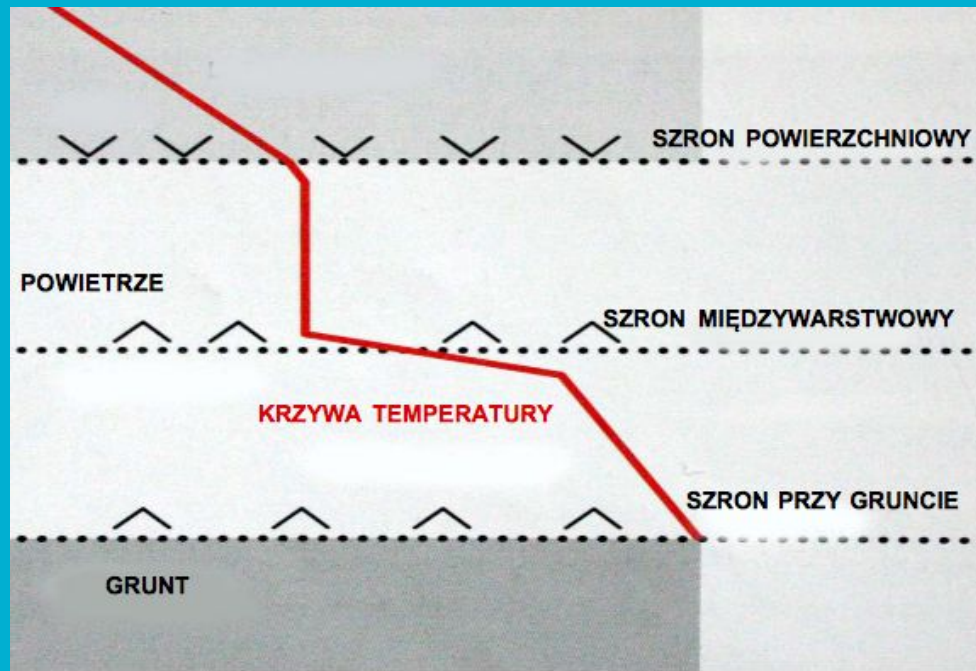 SZRON POWIERZCHNIOWY
POWIETRZE
SZRON MIĘDZYWARSTWOWY
KRZYWA TEMPERATURY
SZRON PRZY GRUNCIE
GRUNT